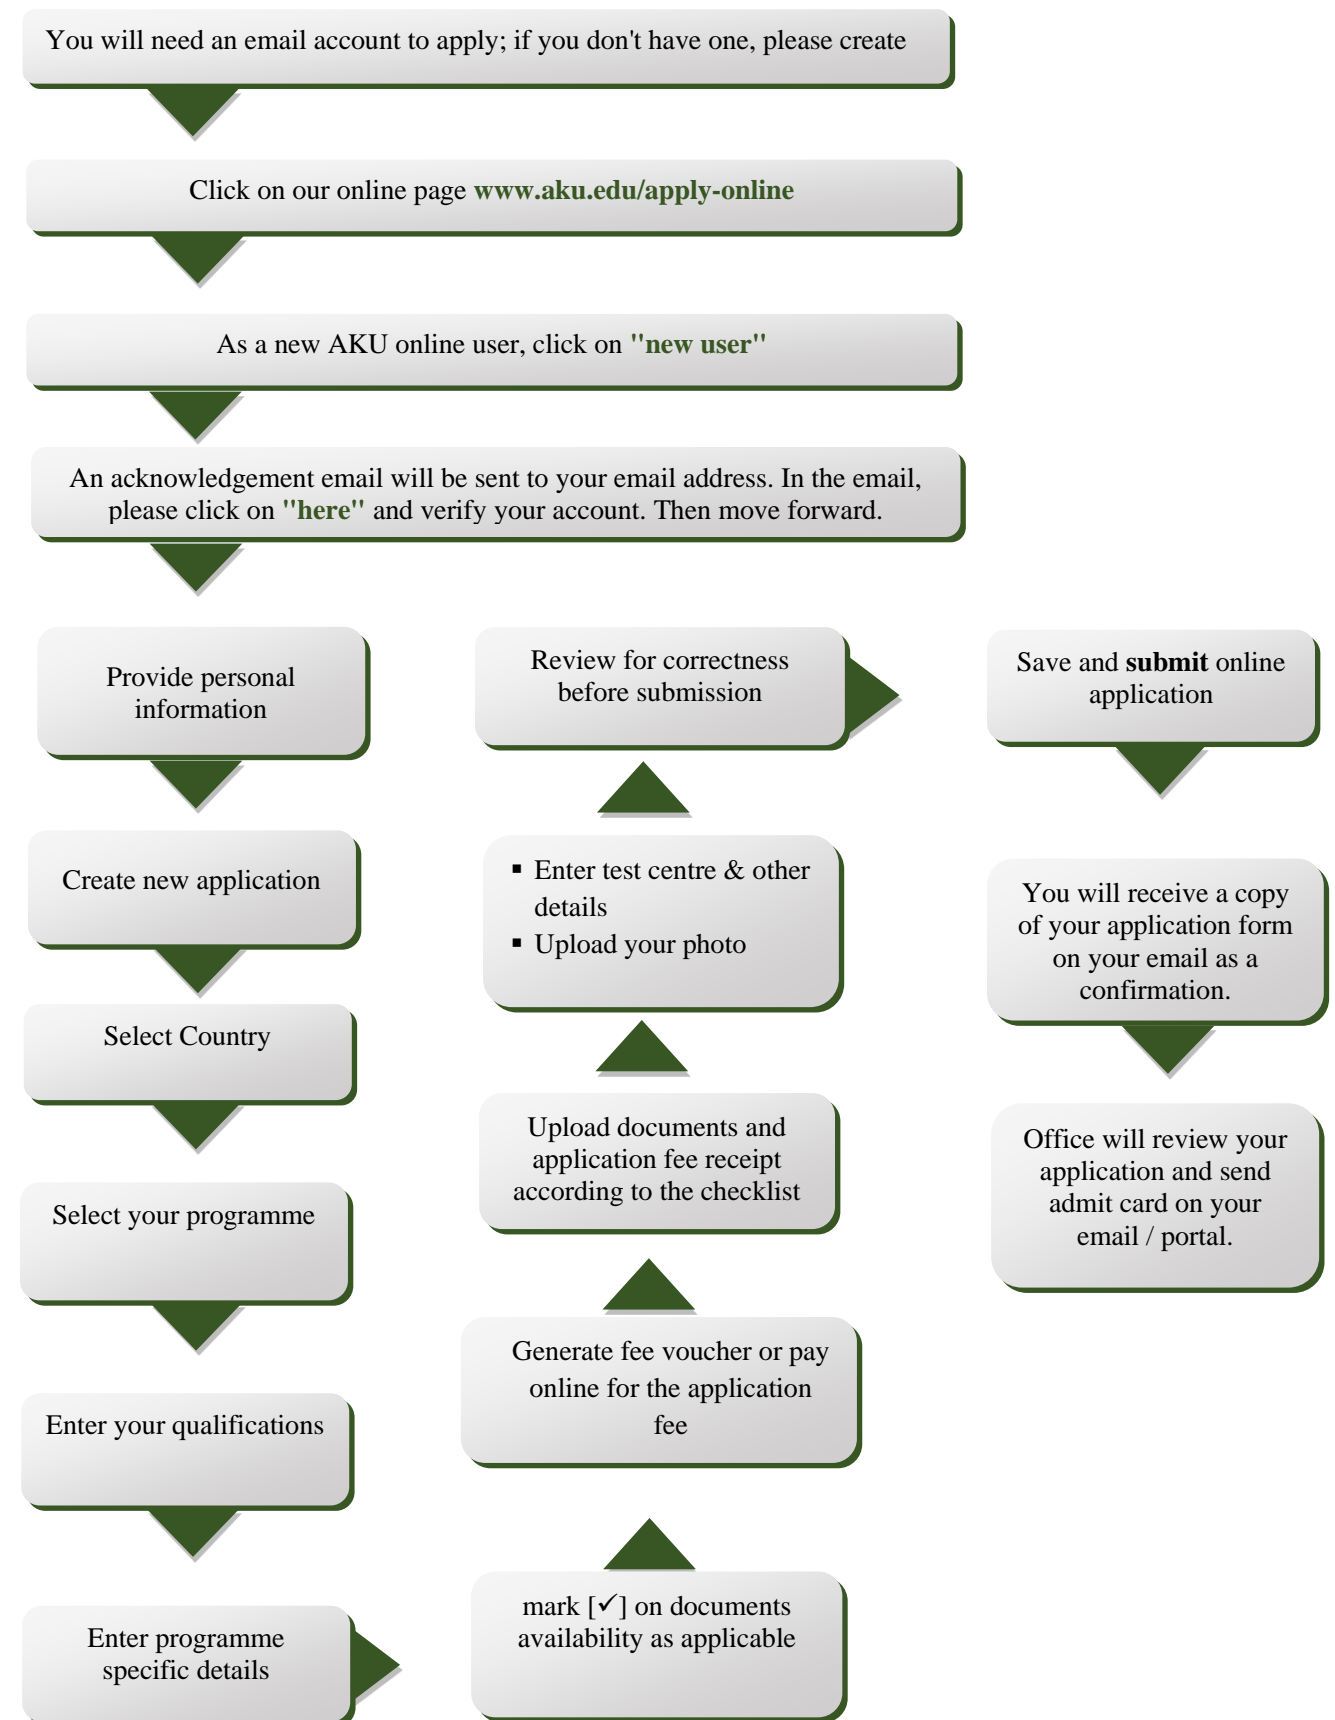 You will need an email account to apply; if you don't have one, please create
Click on our online page www.aku.edu/apply-online
As a new AKU online user, click on "new user"
An acknowledgement email will be sent to your email address. In the email,
please click on "here" and verify your account. Then move forward.
Provide personal
information
Create new application
Select Country
Select your programme
Enter your qualifications
Enter programme
specific details
mark [✓] on documents
availability as applicable
Generate fee voucher or pay
online for the application
fee
Upload documents and
application fee receipt
according to the checklist
▪ Enter test centre & other
details
▪ Upload your photo
Review for correctness
before submission
Save and submit online
application
You will receive a copy
of your application form
on your email as a
confirmation.
Office will review your
application and send
admit card on your
email / portal.